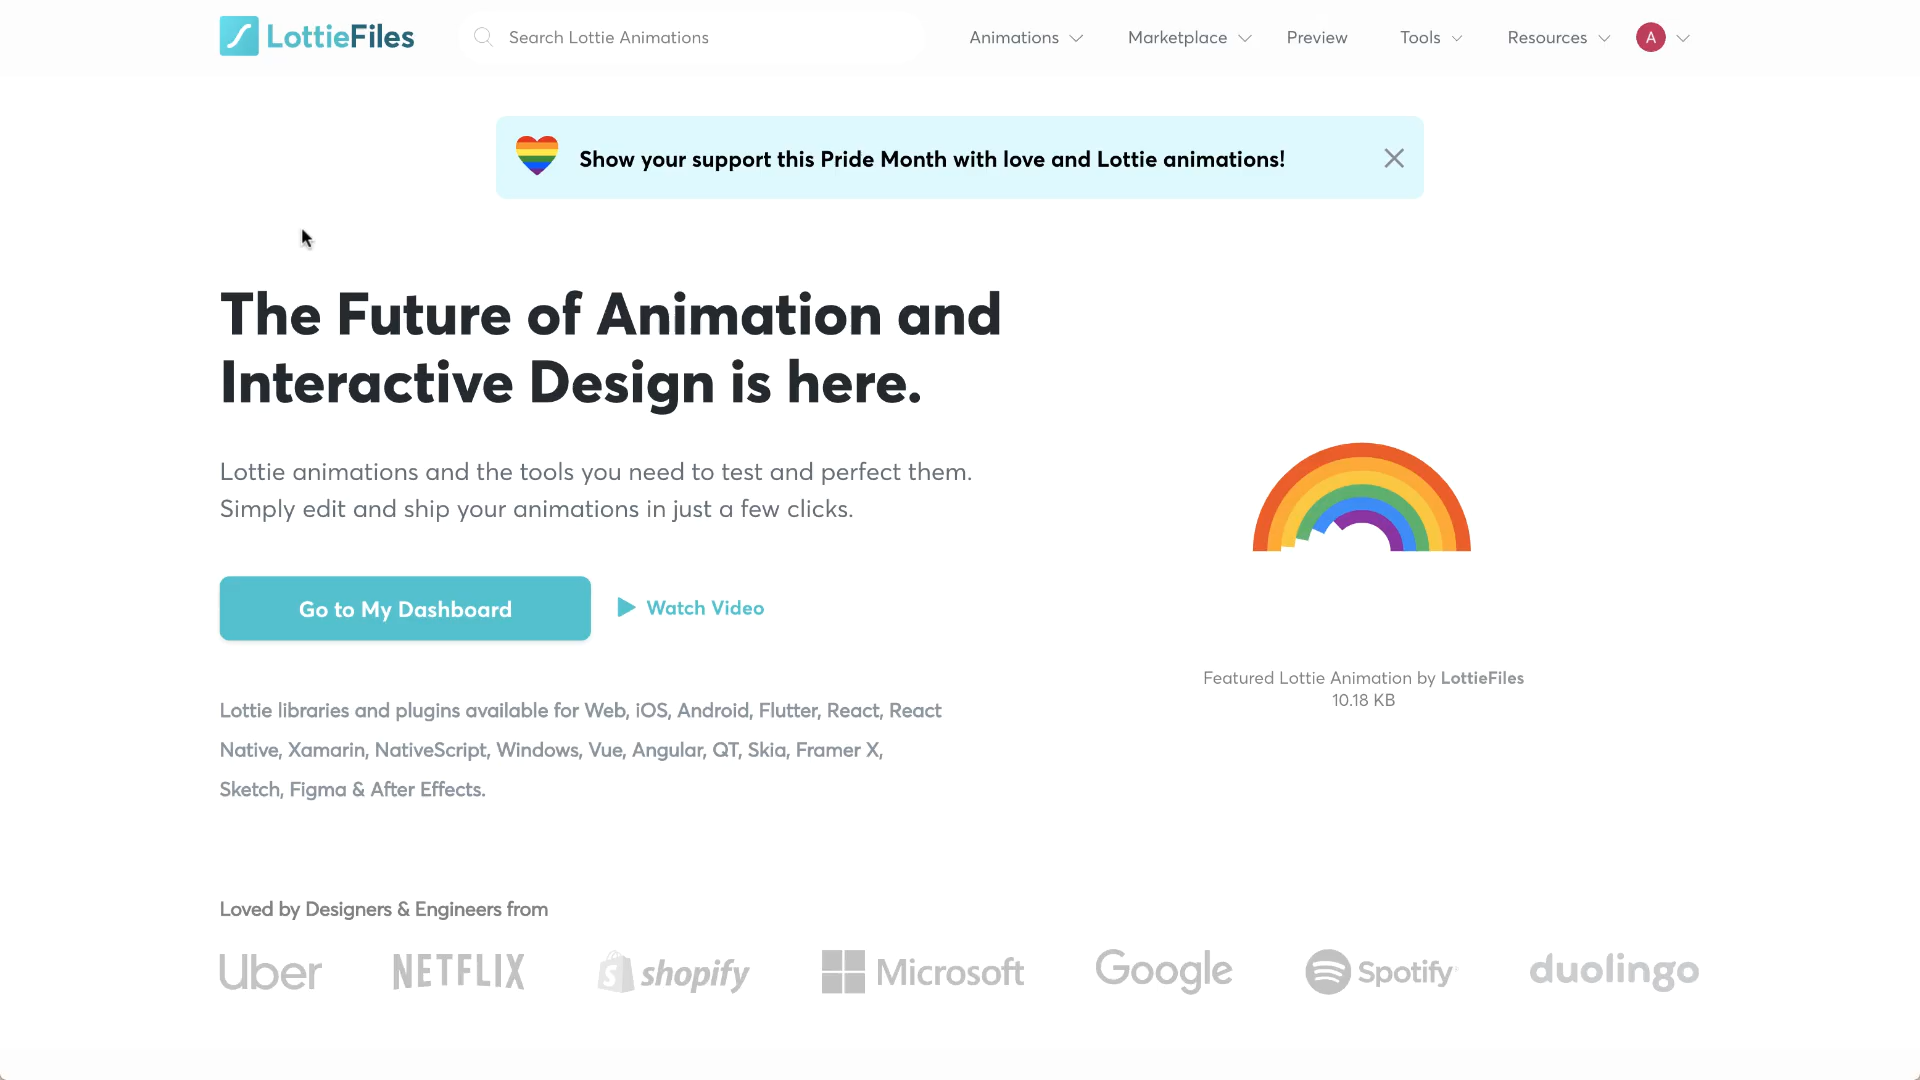 LottieFiles
Search Lottie Animations
Animations
Marketplace
Preview
Tools
Resources
A
Show your support this Pride Month with love and Lottie animations!
The Future of Animation and
Interactive Design is here.
Lottie animations and the tools you need to test and perfect them.
Simply edit and ship your animations in just a few clicks.
Go to My Dashboard
Watch Video
Featured Lottie Animation by LottieFiles
10.18 KB
Lottie libraries and plugins available for Web, iOS, Android, Flutter, React, React
Native, Xamarin, NativeScript, Windows, Vue, Angular, QT, Skia, Framer X,
Sketch, Figma & After Effects.
Loved by Designers & Engineers from
Uber
NETFLIX
shopify
Microsoft
Google
Spotify
duolingo